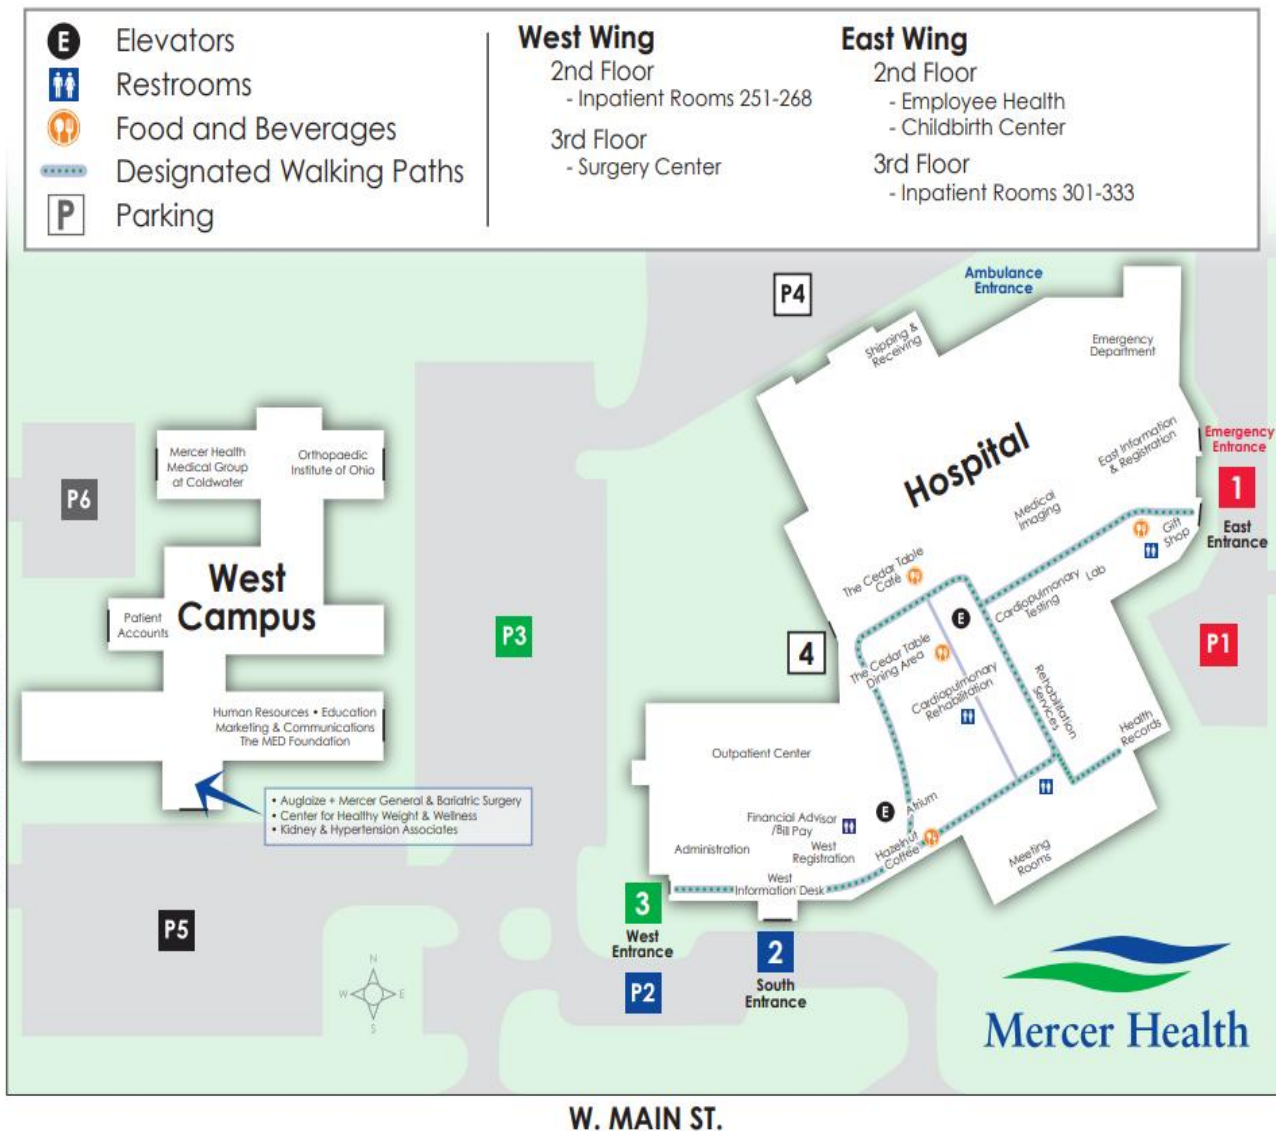 E Elevators
Restrooms
Food and Beverages
Designated Walking Paths
P Parking
West Wing
2nd Floor
- Inpatient Rooms 251-268
3rd Floor
- Surgery Center
East Wing
2nd Floor
- Employee Health
- Childbirth Center
3rd Floor
- Inpatient Rooms 301-333
P4
Ambulance
Entrance
Shipping &
Receiving
Emergency
Department
Hospital
East Information
& Registration
Emergency
Entrance
1
East
Entrance
Medical
Imaging
Gift
Shop
Mercer Health
Medical Group
at Coldwater
Orthopaedic
Institute of Ohio
P6
West
Campus
Patient
Accounts
P3
The Cedar Table
Café
E
Cardiopulmonary
Testing
Lab
P1
4
The Cedar Table
Dining Area
Cardiopulmonary
Rehabilitation
Rehabilitation
Services
Health
Records
Human Resources • Education
Marketing & Communications
The MED Foundation
• Auglaize + Mercer General & Bariatric Surgery
• Center for Healthy Weight & Wellness
• Kidney & Hypertension Associates
Outpatient Center
Financial Advisor
/Bill Pay
E
Atrium
Administration
West
Registration
Hazelnut
Coffee
Meeting
Rooms
West
Information Desk
P5
3
West
Entrance
P2
2
South
Entrance
N
W E
S
Mercer Health
W. MAIN ST.